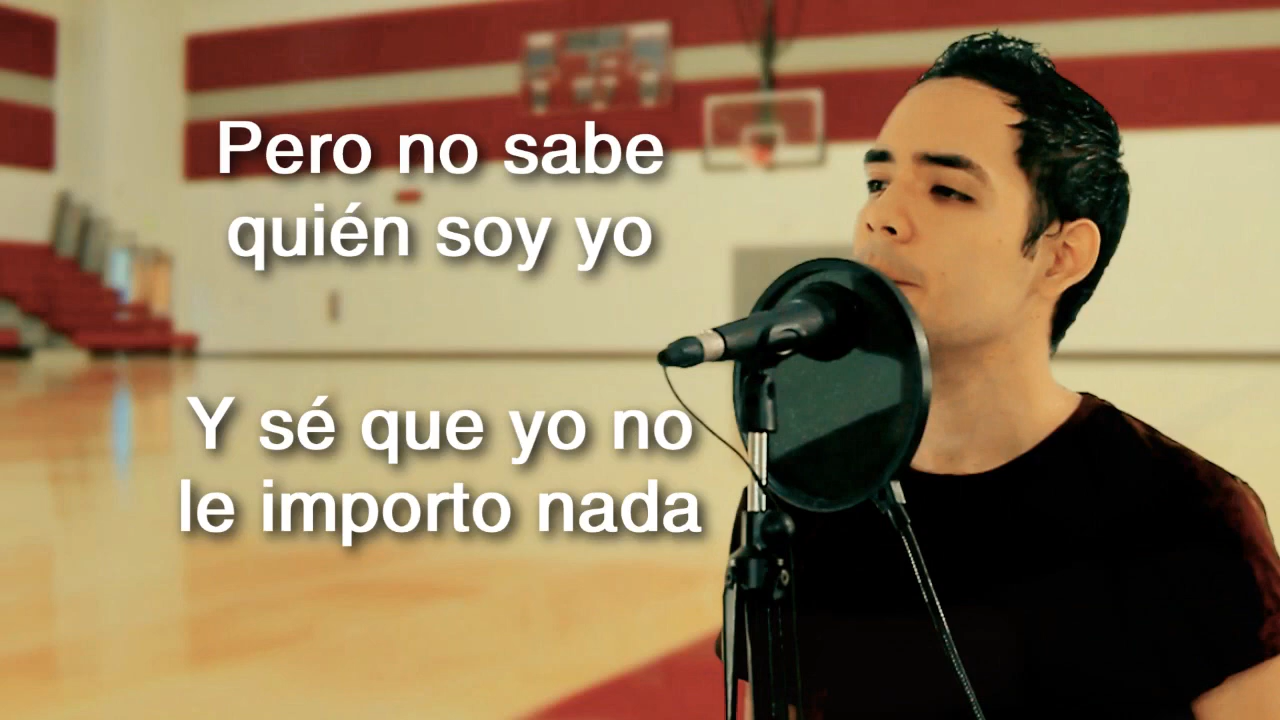 Pero no sabe
quién soy yo
Y sé que yo no
le importo nada